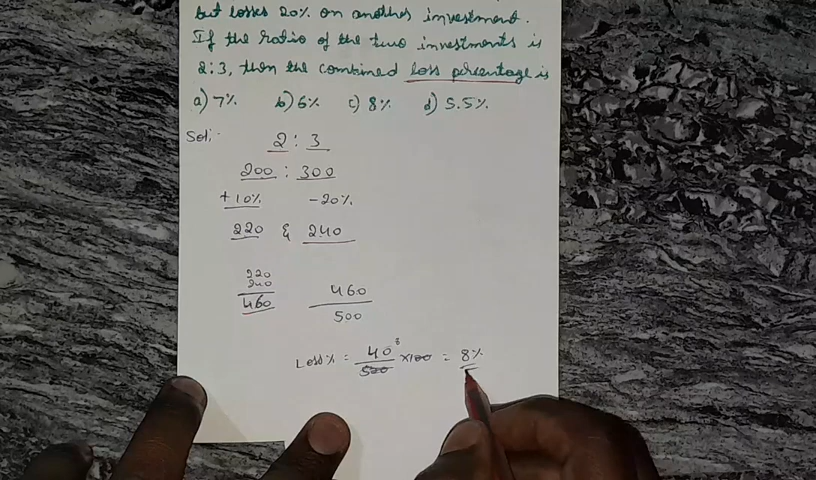 but losses 20% on another investment.
If the ratio of the two investments is
2:3, then the combined loss percentage is
a) 7% b) 6% c) 8% d) 5.5%
Sol:-
2 : 3
200 : 300
+10% -20%
220 & 240
220
240
460
460
500
Loss% = 40/500 ×100 = 8%
8